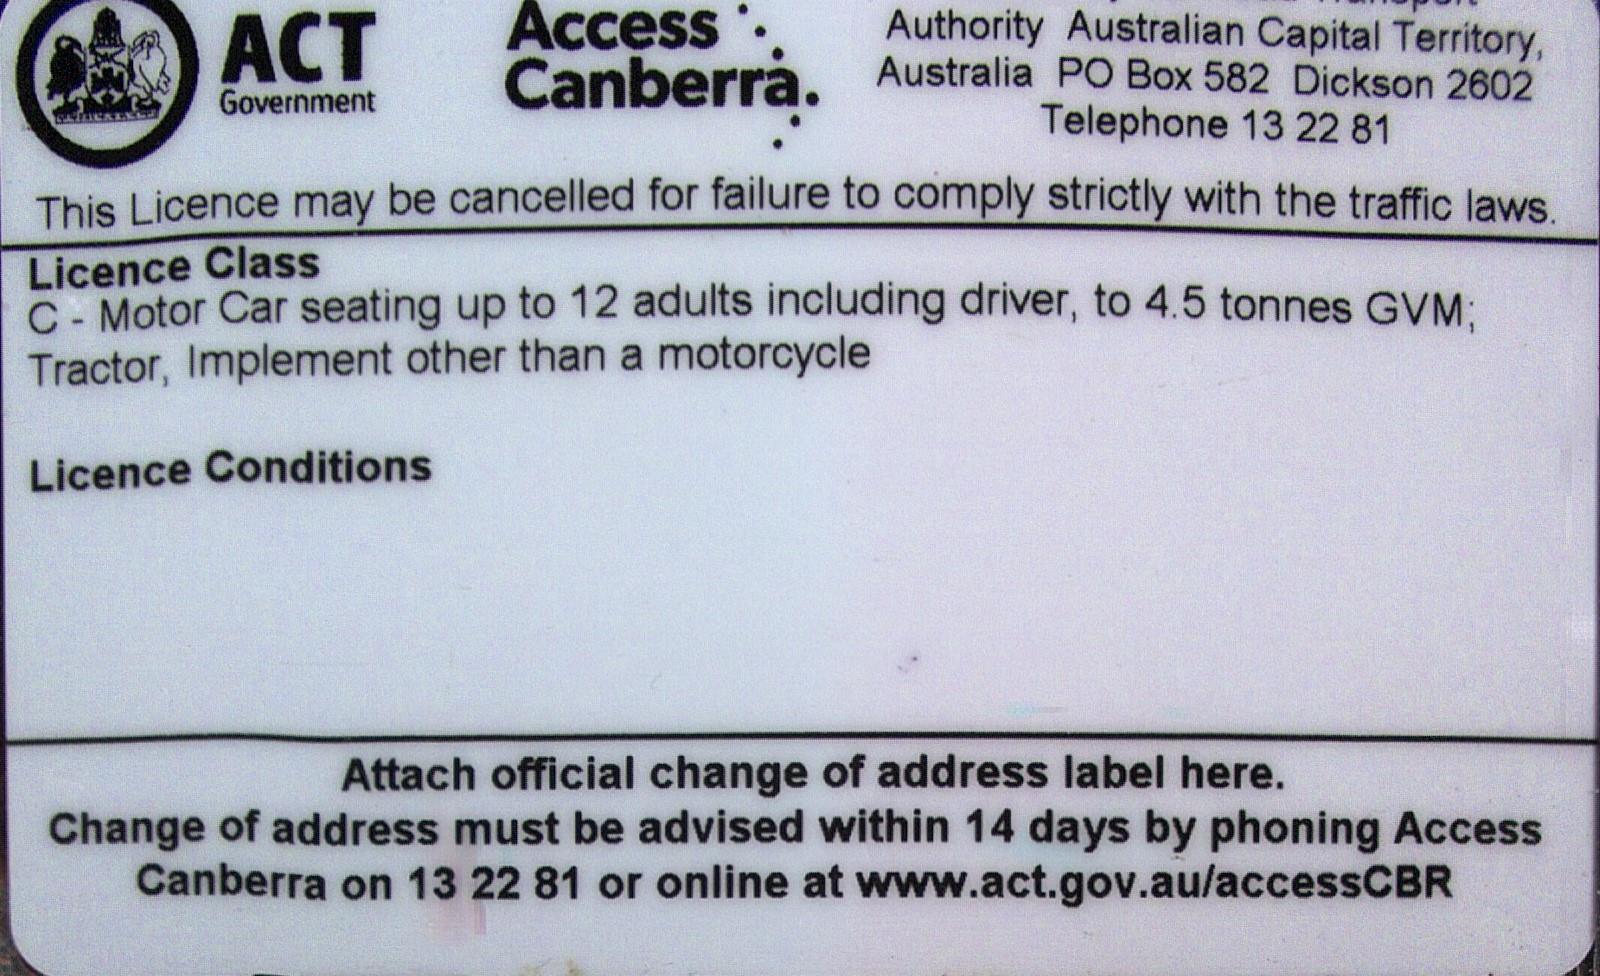 ACT
Government
Access
Canberra.
Authority Australian Capital Territory,
Australia PO Box 582 Dickson 2602
Telephone 13 22 81
This Licence may be cancelled for failure to comply strictly with the traffic laws.
Licence Class
C - Motor Car seating up to 12 adults including driver, to 4.5 tonnes GVM;
Tractor, Implement other than a motorcycle
Licence Conditions
Attach official change of address label here.
Change of address must be advised within 14 days by phoning Access
Canberra on 13 22 81 or online at www.act.gov.au/accessCBR